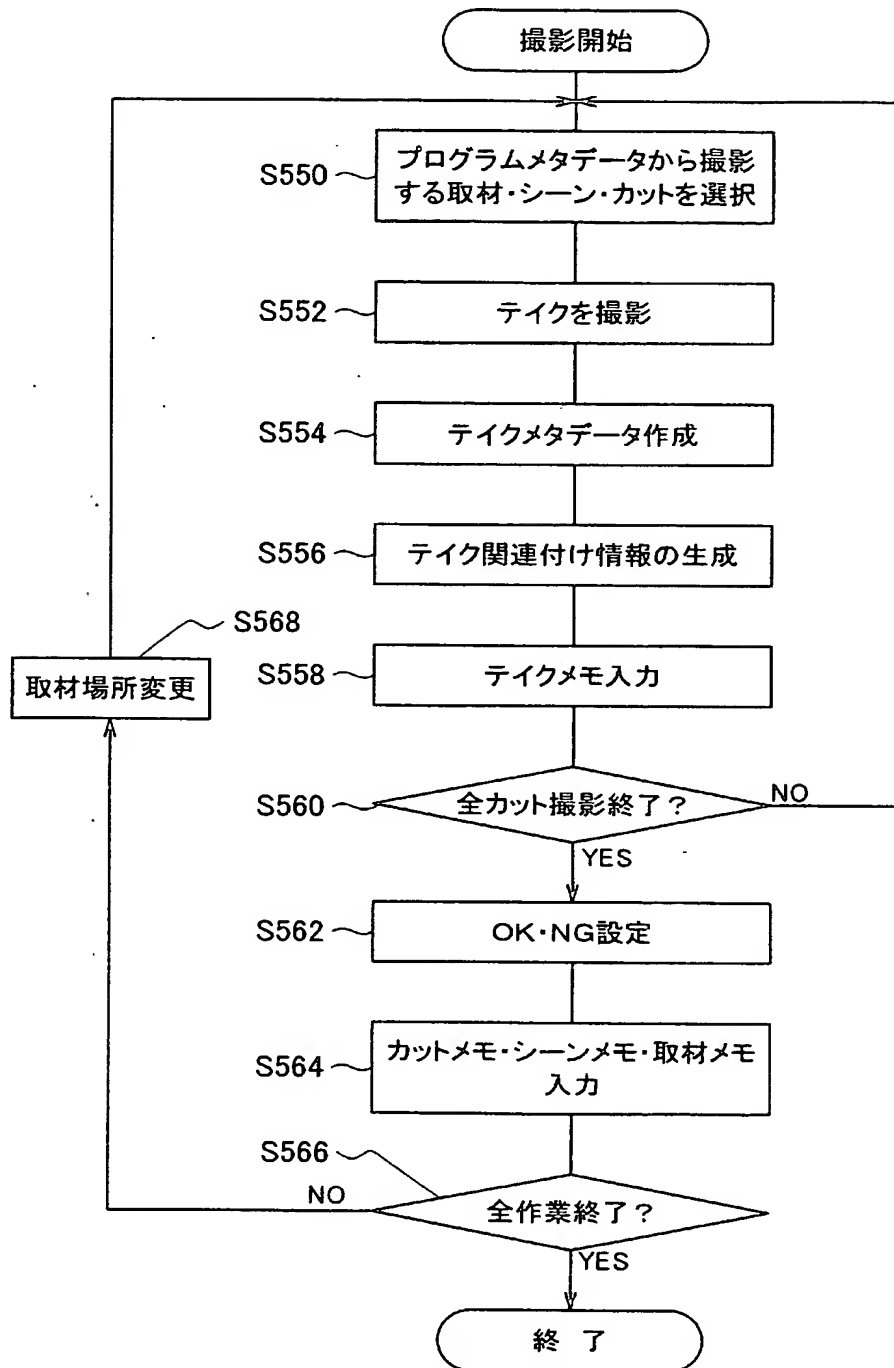 撮影開始
S550
プログラムメタデータから撮影
する取材・シーン・カットを選択
S552
テイクを撮影
S554
テイクメタデータ作成
S556
テイク関連付け情報の生成
S568
取材場所変更
S558
テイクメモ入力
S560
全カット撮影終了?
NO
YES
S562
OK・NG設定
S564
カットメモ・シーンメモ・取材メモ
入力
S566
NO
全作業終了?
YES
終 了